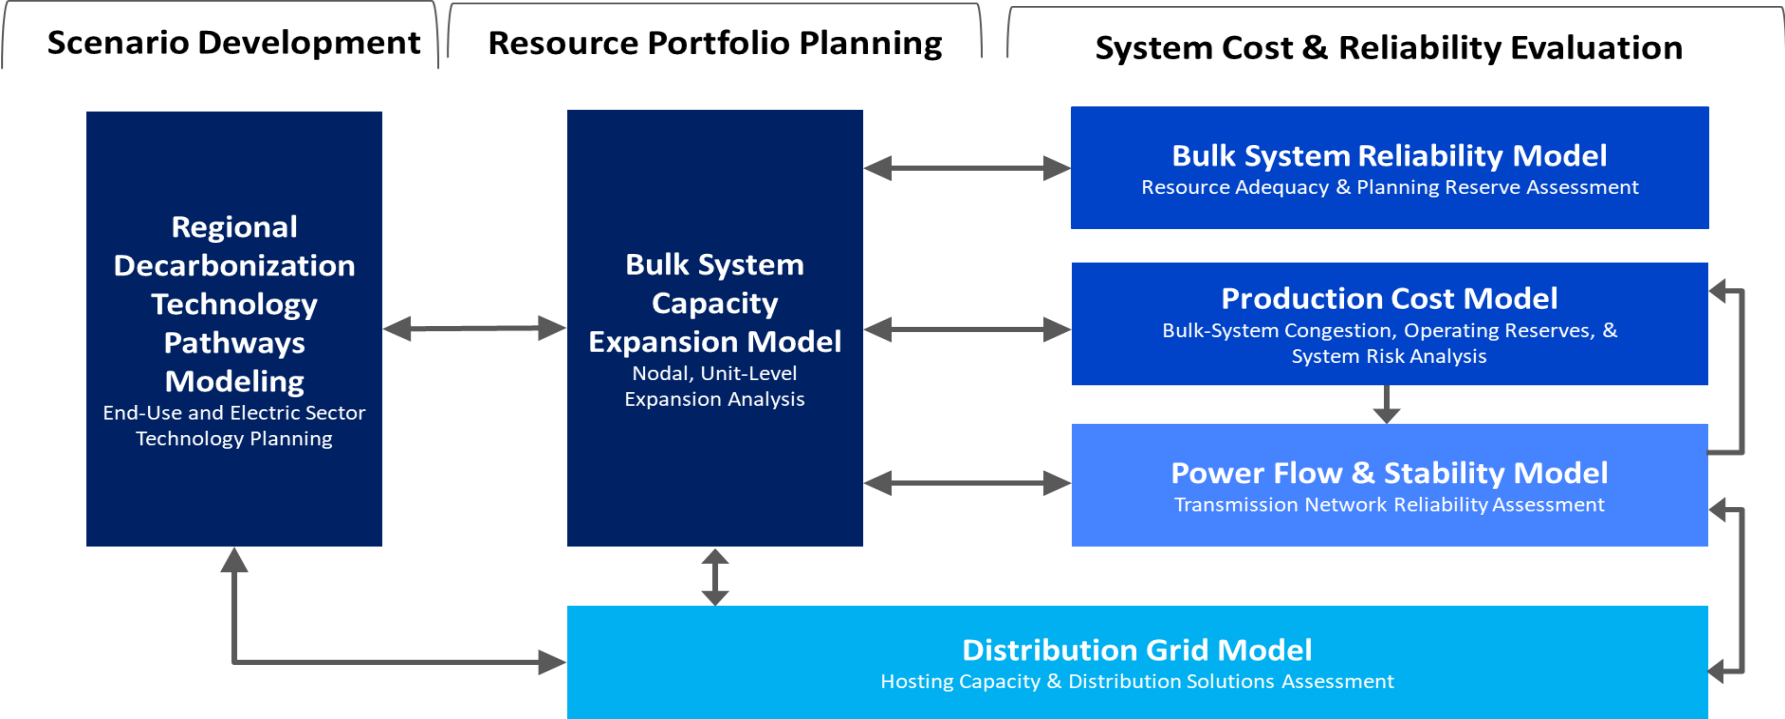 Scenario Development
Resource Portfolio Planning
System Cost & Reliability Evaluation
Regional
Decarbonization
Technology
Pathways
Modeling
End-Use and Electric Sector
Technology Planning
Bulk System
Capacity
Expansion Model
Nodal, Unit-Level
Expansion Analysis
Bulk System Reliability Model
Resource Adequacy & Planning Reserve Assessment
Production Cost Model
Bulk-System Congestion, Operating Reserves, &
System Risk Analysis
Power Flow & Stability Model
Transmission Network Reliability Assessment
Distribution Grid Model
Hosting Capacity & Distribution Solutions Assessment